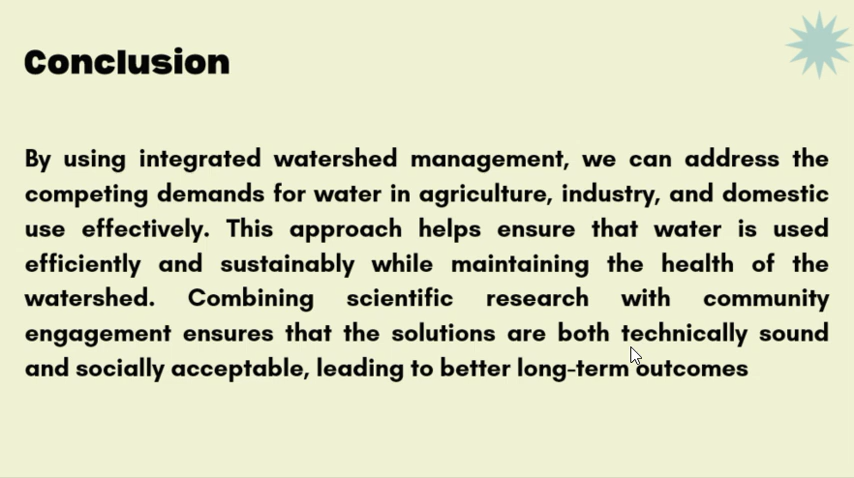 Conclusion
By using integrated watershed management, we can address the
competing demands for water in agriculture, industry, and domestic
use effectively. This approach helps ensure that water is used
efficiently and sustainably while maintaining the health of the
watershed. Combining scientific research with community
engagement ensures that the solutions are both technically sound
and socially acceptable, leading to better long-term outcomes